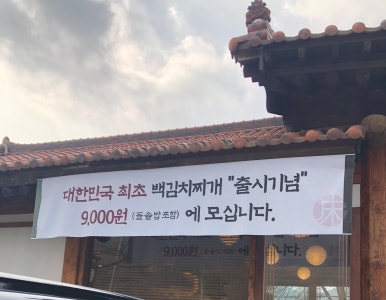 대한민국 최초 백김치찌개 "출시기념"
9,000원 (돌솥밥포함) 에 모십니다.